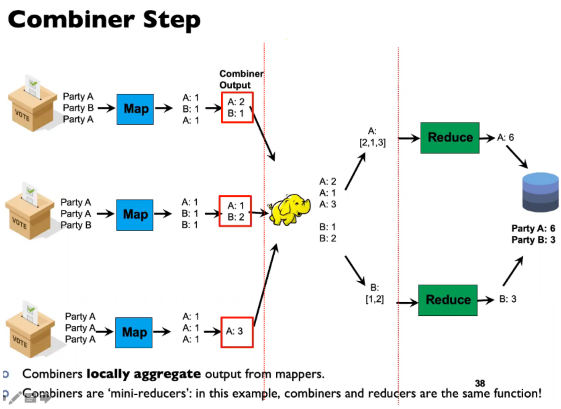 Combiner Step
Combiner
Output
VOTE
Party A
Party B
Party A
Map
A: 1
B: 1
A: 1
A: 2
B: 1
VOTE
Party A
Party A
Party B
Map
A: 1
B: 1
B: 1
A: 1
B: 2
VOTE
Party A
Party A
Party A
Map
A: 1
A: 1
A: 1
A: 3
A: 2
A: 1
A: 3
B: 1
B: 2
A:
[2,1,3]
Reduce
A: 6
B:
[1,2]
Reduce
B: 3
Party A: 6
Party B: 3
Combiners locally aggregate output from mappers.
38
Combiners are ‘mini-reducers’: in this example, combiners and reducers are the same function!